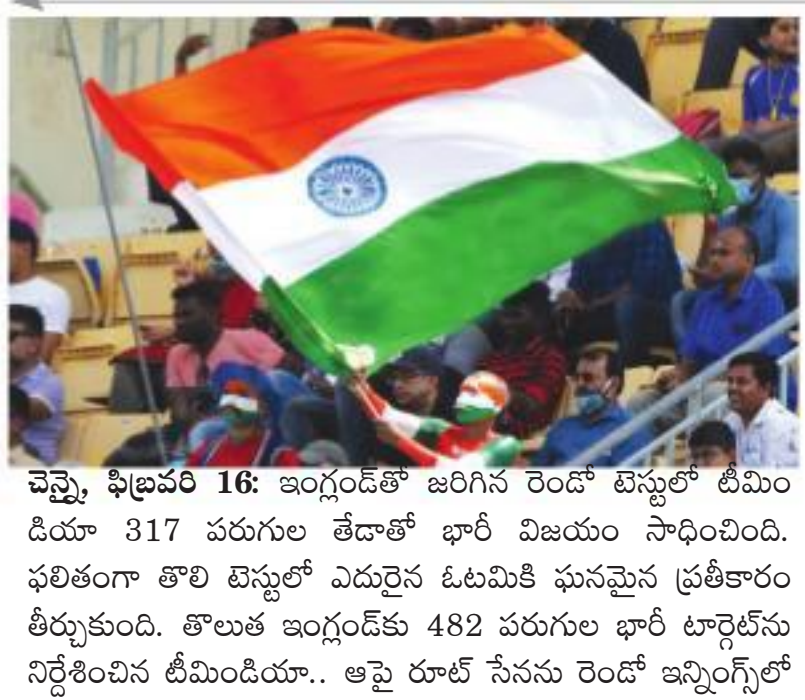 చెన్నై, ఫిబ్రవరి 16: ఇంగ్లండ్‌తో జరిగిన రెండో టెస్టులో టీమిం
డియా 317 పరుగుల తేడాతో భారీ విజయం సాధించింది.
ఫలితంగా తొలి టెస్టులో ఎదురైన ఓటమికి ఘనమైన ప్రతీకారం
తీర్చుకుంది. తొలుత ఇంగ్లండ్‌కు 482 పరుగుల భారీ టార్గెట్‌ను
నిర్దేశించిన టీమిండియా.. ఆపై రూట్ సేనను రెండో ఇన్నింగ్స్‌లో